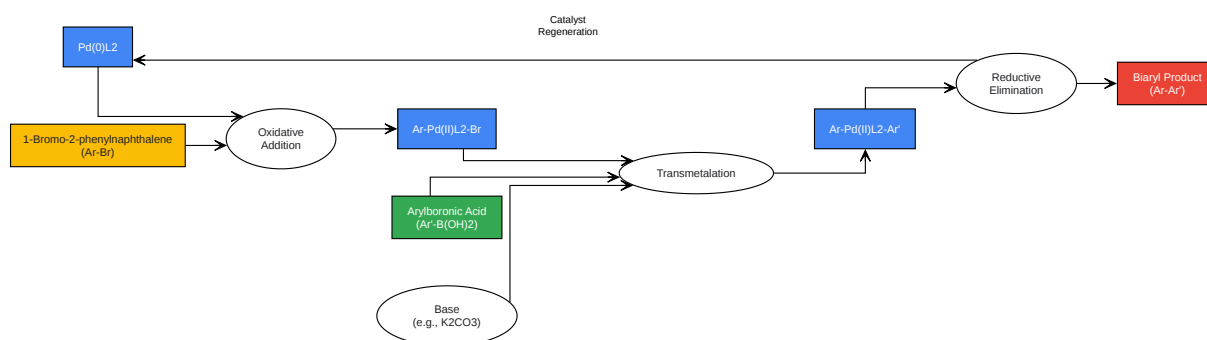 Catalyst
Regeneration
Pd(0)L2
Reductive
Elimination
Biaryl Product
(Ar-Ar')
1-Bromo-2-phenylnaphthalene
(Ar-Br)
Oxidative
Addition
Ar-Pd(II)L2-Br
Ar-Pd(II)L2-Ar'
Transmetalation
Arylboronic Acid
(Ar'-B(OH)2)
Base
(e.g., K2CO3)